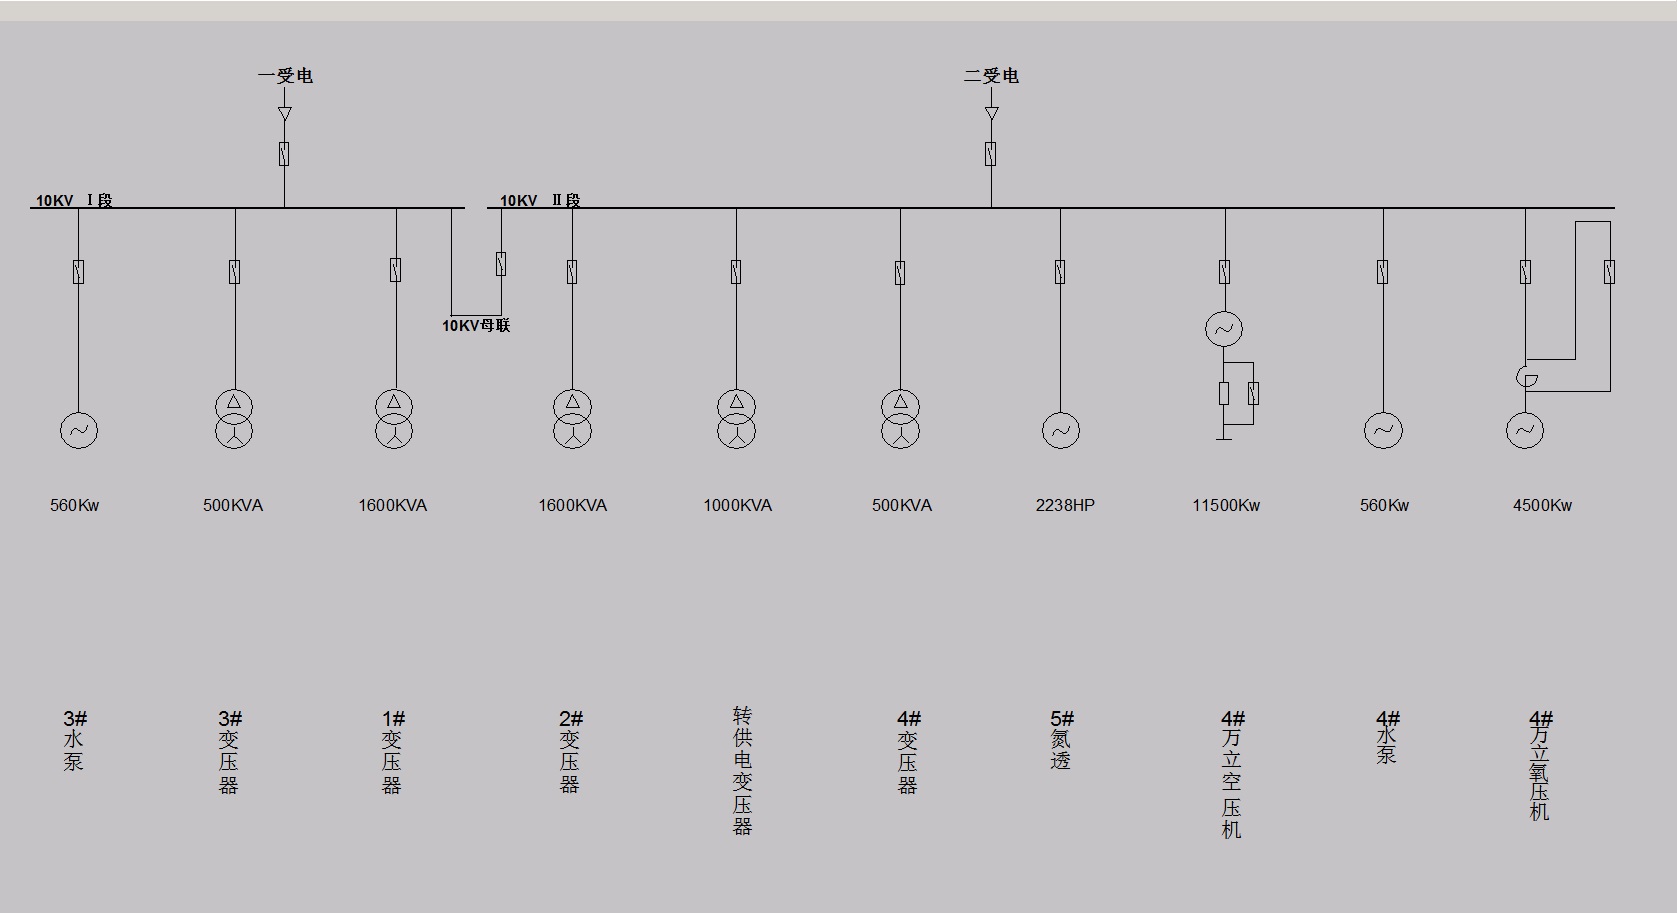 一受电
二受电
10KV Ⅰ段
10KV Ⅱ段
10KV母联
560Kw
500KVA
1600KVA
1600KVA
1000KVA
500KVA
2238HP
11500Kw
560Kw
4500Kw
3#水泵
3#变压器
1#变压器
2#变压器
转供电变压器
4#变压器
5#氮透
4#万立空压机
4#水泵
4#万立氧压机